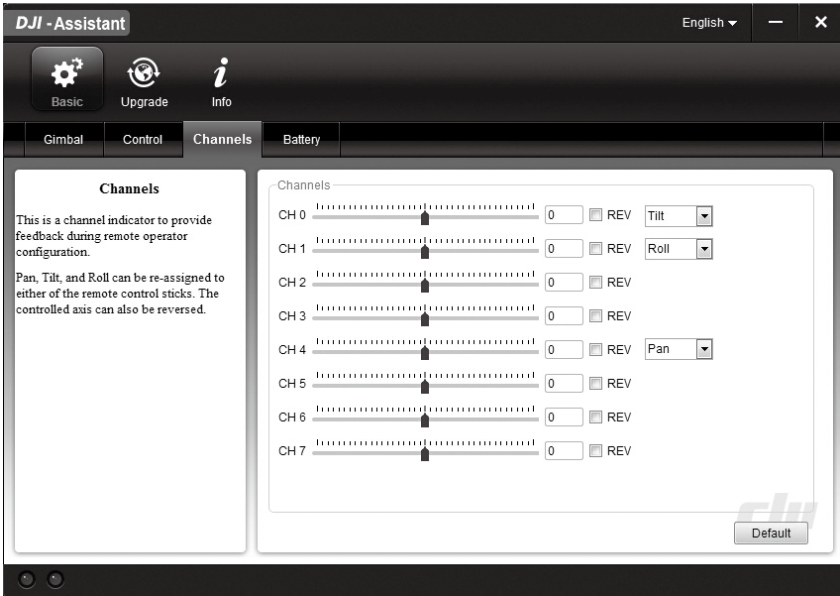 DJI - Assistant
English
Basic
Upgrade
Info
Gimbal
Control
Channels
Battery
Channels
This is a channel indicator to provide
feedback during remote operator
configuration.
Pan, Tilt, and Roll can be re-assigned to
either of the remote control sticks. The
controlled axis can also be reversed.
Channels
CH 0 0 REV Tilt
CH 1 0 REV Roll
CH 2 0 REV
CH 3 0 REV
CH 4 0 REV Pan
CH 5 0 REV
CH 6 0 REV
CH 7 0 REV
dji
Default